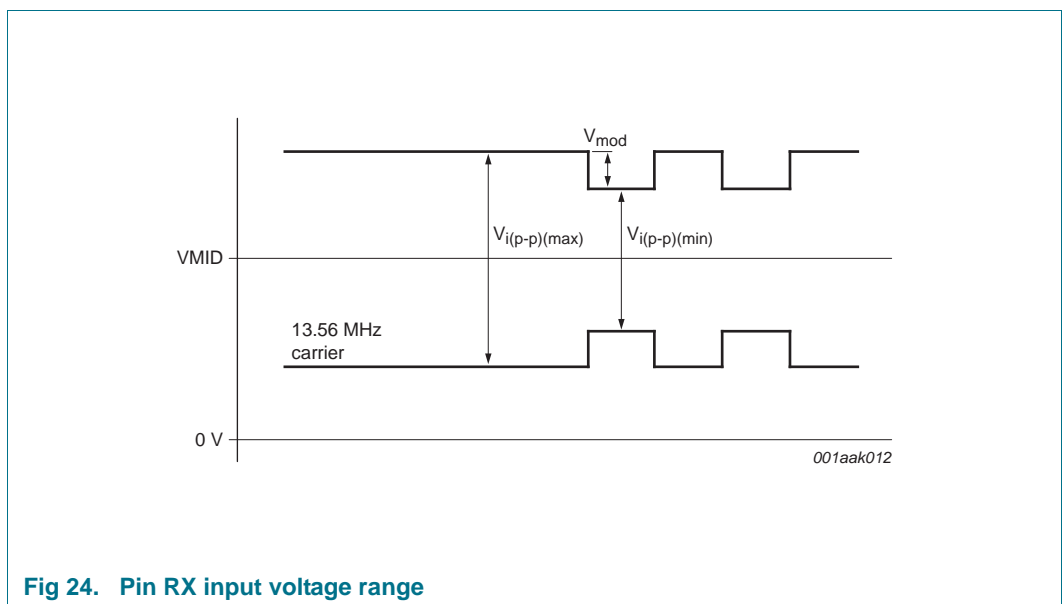 Vmod
Vi(p-p)(max)
Vi(p-p)(min)
VMID
13.56 MHz
carrier
0 V
001aak012
Fig 24. Pin RX input voltage range